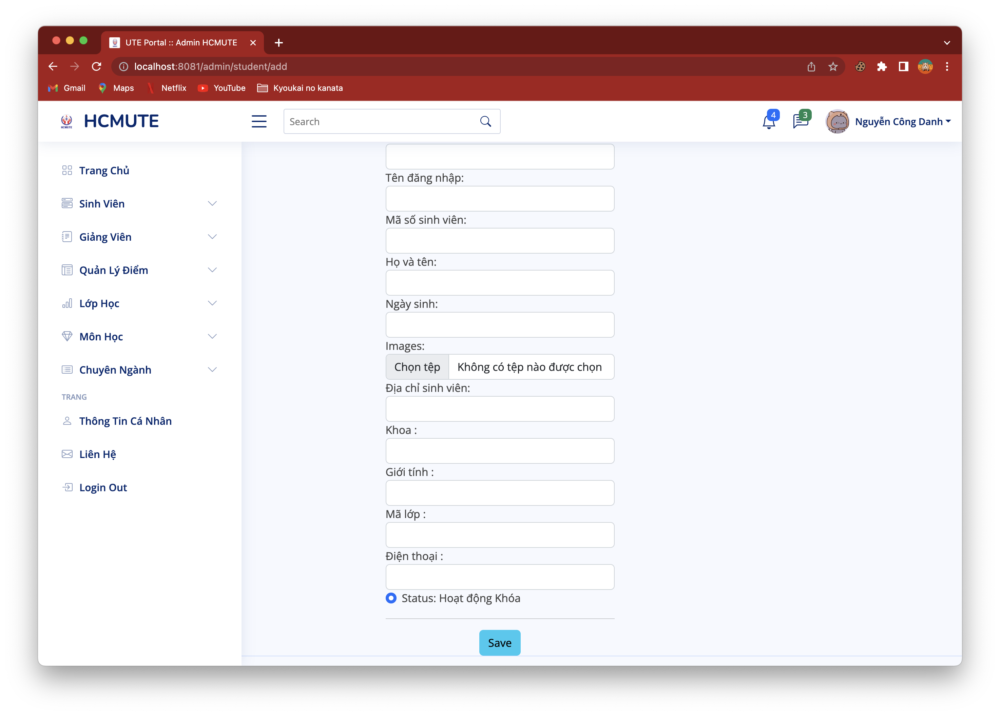 UTE Portal :: Admin HCMUTE
localhost:8081/admin/student/add
Gmail Maps Netflix YouTube Kyoukai no kanata
HCMUTE HCMUTE Search 4 3 Nguyễn Công Danh
Trang Chủ
Sinh Viên
Giảng Viên
Quản Lý Điểm
Lớp Học
Môn Học
Chuyên Ngành
TRANG
Thông Tin Cá Nhân
Liên Hệ
Login Out
Tên đăng nhập:
Mã số sinh viên:
Họ và tên:
Ngày sinh:
Images:
Chọn tệp Không có tệp nào được chọn
Địa chỉ sinh viên:
Khoa :
Giới tính :
Mã lớp :
Điện thoại :
Status: Hoạt động Khóa
Save